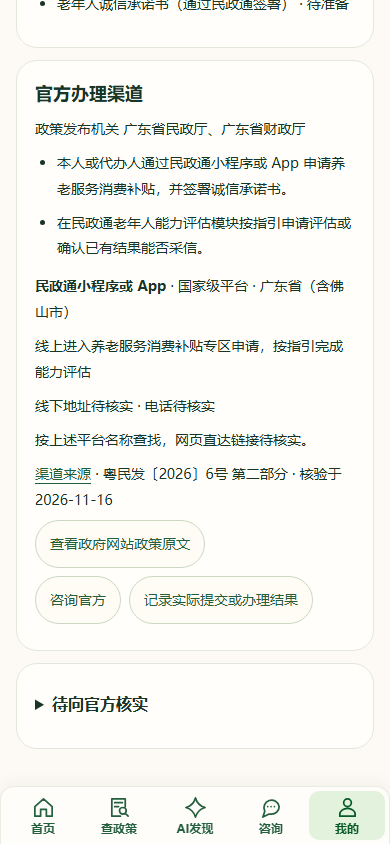 • 老年人诚信承诺书（通过民政通签署） · 待准备
官方办理渠道
政策发布机关 广东省民政厅、广东省财政厅
• 本人或代办人通过民政通小程序或 App 申请养
老服务消费补贴，并签署诚信承诺书。
• 在民政通老年人能力评估模块按指引申请评估或
确认已有结果能否采信。
民政通小程序或 App · 国家级平台 · 广东省（含佛
山市）
线上进入养老服务消费补贴专区申请，按指引完成
能力评估
线下地址待核实 · 电话待核实
按上述平台名称查找，网页直达链接待核实。
渠道来源 · 粤民发〔2026〕6号 第二部分 · 核验于
2026-11-16
查看政府网站政策原文
咨询官方
记录实际提交或办理结果
▶ 待向官方核实
首页
查政策
AI发现
咨询
我的